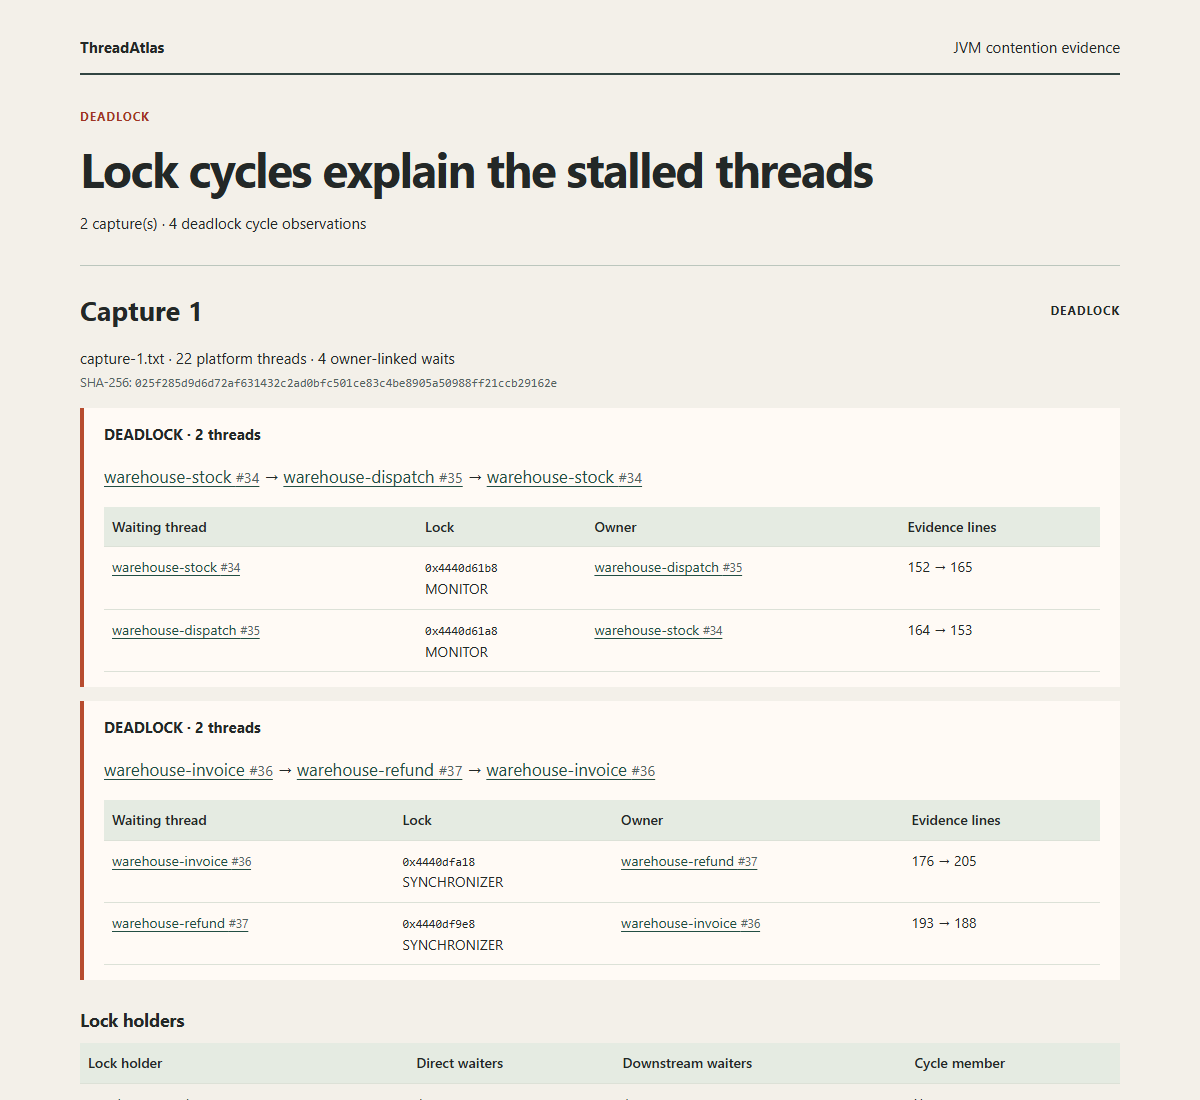 ThreadAtlas
JVM contention evidence
DEADLOCK
Lock cycles explain the stalled threads
2 capture(s) · 4 deadlock cycle observations
Capture 1
DEADLOCK
capture-1.txt · 22 platform threads · 4 owner-linked waits
SHA-256: 025f285d9d6d72af631432c2ad0bfc501ce83c4be8905a50988ff21ccb29162e
DEADLOCK · 2 threads
warehouse-stock #34 → warehouse-dispatch #35 → warehouse-stock #34
Waiting thread Lock Owner Evidence lines
warehouse-stock #34 0x4440d61b8 warehouse-dispatch #35 152 → 165
MONITOR
warehouse-dispatch #35 0x4440d61a8 warehouse-stock #34 164 → 153
MONITOR
DEADLOCK · 2 threads
warehouse-invoice #36 → warehouse-refund #37 → warehouse-invoice #36
Waiting thread Lock Owner Evidence lines
warehouse-invoice #36 0x4440dfa18 warehouse-refund #37 176 → 205
SYNCHRONIZER
warehouse-refund #37 0x4440df9e8 warehouse-invoice #36 193 → 188
SYNCHRONIZER
Lock holders
Lock holder Direct waiters Downstream waiters Cycle member